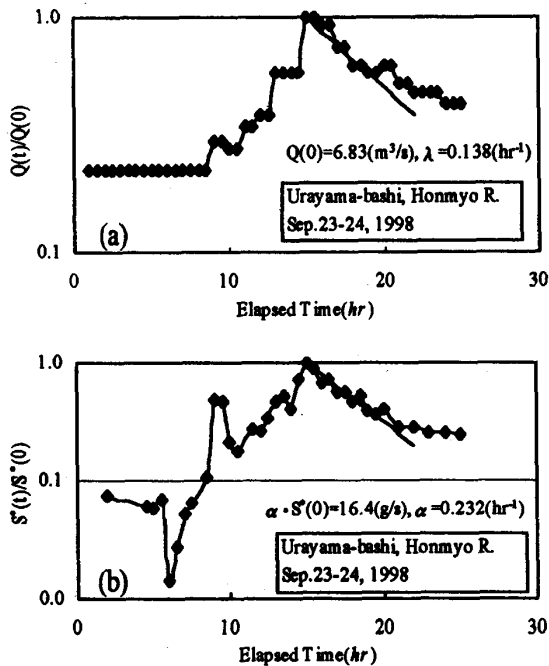 1.0
Q(t)/Q(0)
Q(0)=6.83(m³/s), λ=0.138(hr⁻¹)
Urayama-bashi, Honmyo R.
Sep.23-24, 1998
(a)
0.1
0 10 20 30
Elapsed Time(hr)
1.0
S*(t)/S*(0)
0.1
α・S*(0)=16.4(g/s), α=0.232(hr⁻¹)
Urayama-bashi, Honmyo R.
Sep.23-24, 1998
(b)
0.0
0 10 20 30
Elapsed Time(hr)